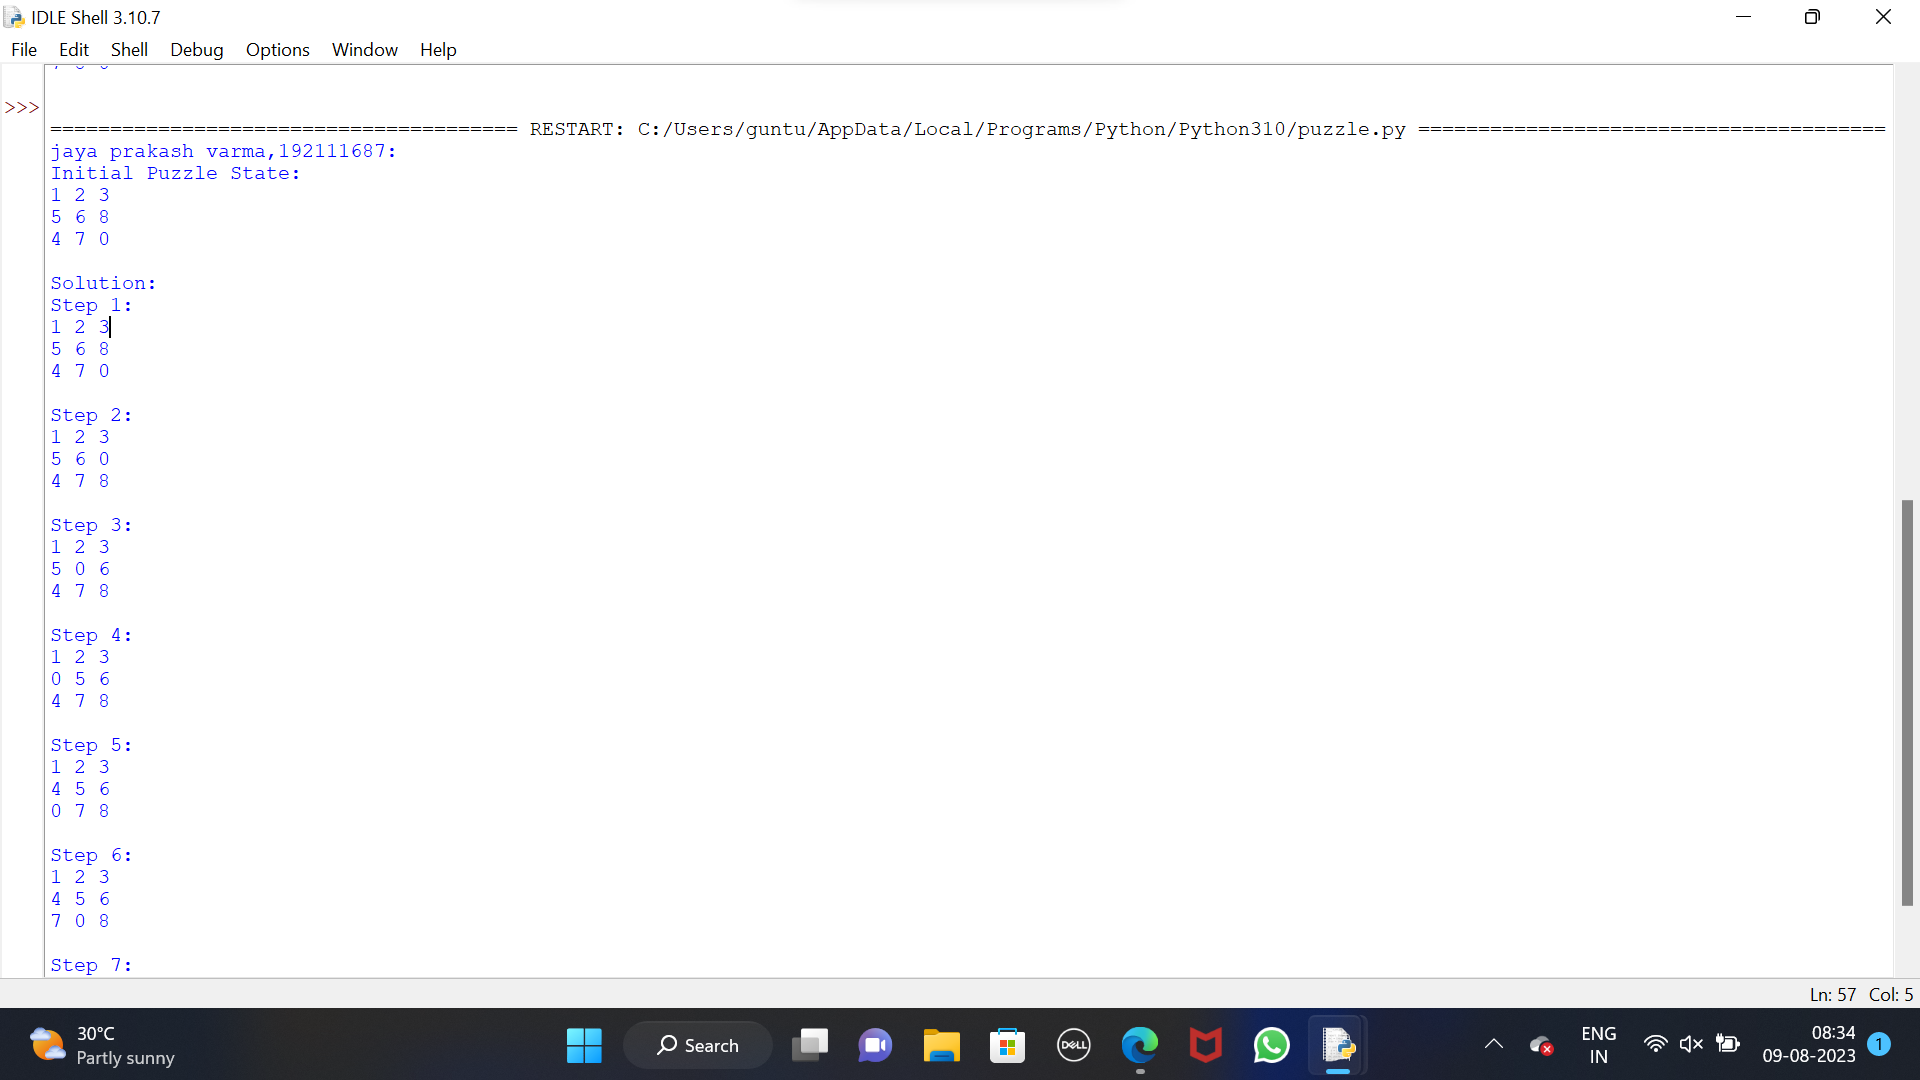 IDLE Shell 3.10.7
File Edit Shell Debug Options Window Help
>>>
======================================= RESTART: C:/Users/guntu/AppData/Local/Programs/Python/Python310/puzzle.py =======================================
jaya prakash varma,192111687:
Initial Puzzle State:
1 2 3
5 6 8
4 7 0
Solution:
Step 1:
1 2 3
5 6 8
4 7 0
Step 2:
1 2 3
5 6 0
4 7 8
Step 3:
1 2 3
5 0 6
4 7 8
Step 4:
1 2 3
0 5 6
4 7 8
Step 5:
1 2 3
4 5 6
0 7 8
Step 6:
1 2 3
4 5 6
7 0 8
Step 7:
Ln: 57 Col: 5
30°C
Partly sunny
Search
DELL
ENG
IN
08:34
09-08-2023
1